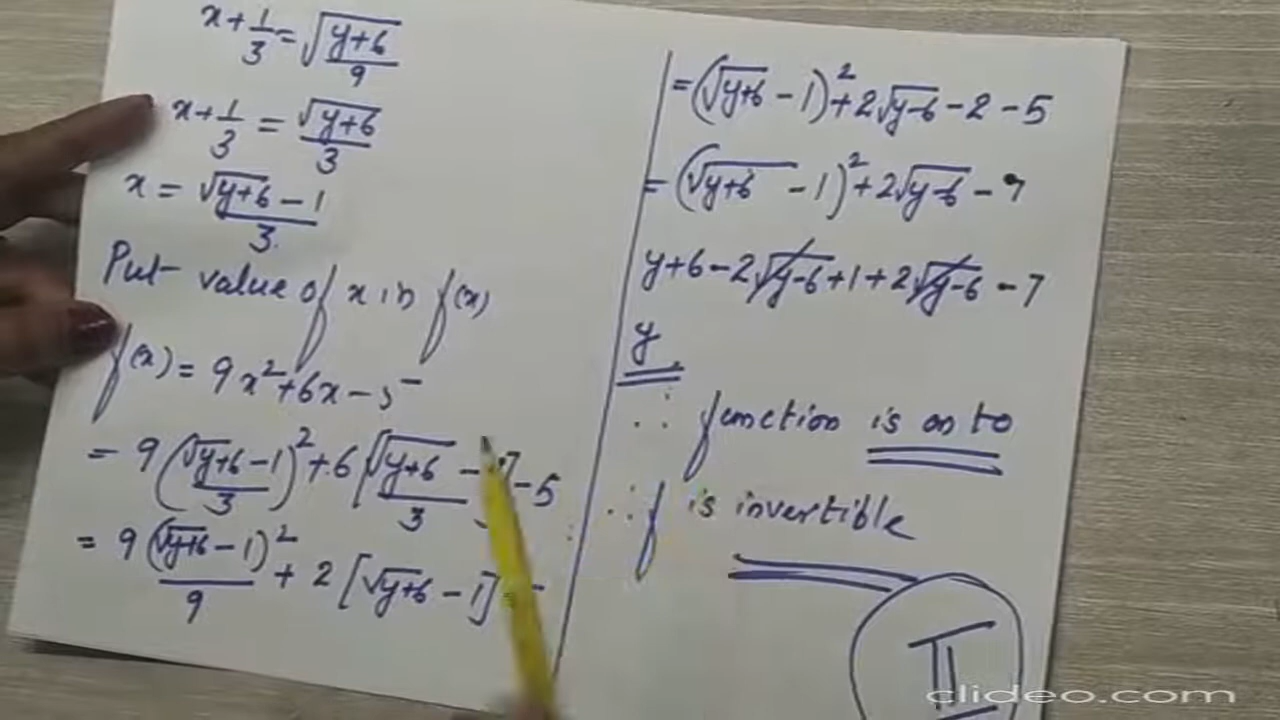 x + 1/3 = √((y+6)/9)
x + 1/3 = √(y+6)/3
x = (√(y+6) - 1)/3
Put value of x in f(x)
f(x) = 9x² + 6x - 5
= 9((√(y+6) - 1)/3)² + 6[(√(y+6) - 1)/3] - 5
= 9(√(y+6) - 1)²/9 + 2[√(y+6) - 1]
= (√(y+6) - 1)² + 2√(y-6) - 2 - 5
= (√(y+6) - 1)² + 2√(y-6) - 7
y + 6 - 2√(y-6) + 1 + 2√(y-6) - 7
y.
∴ function is on to
∴ f is invertible
II
clideo.com